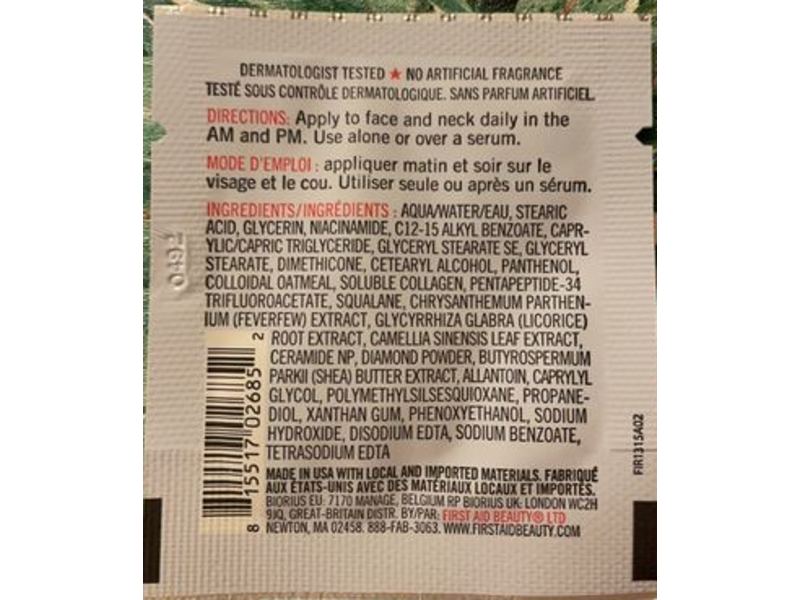 DERMATOLOGIST TESTED ★ NO ARTIFICIAL FRAGRANCE
TESTÉ SOUS CONTRÔLE DERMATOLOGIQUE. SANS PARFUM ARTIFICIEL.
DIRECTIONS: Apply to face and neck daily in the
AM and PM. Use alone or over a serum.
MODE D'EMPLOI : appliquer matin et soir sur le
visage et le cou. Utiliser seule ou après un sérum.
INGREDIENTS/INGRÉDIENTS : AQUA/WATER/EAU, STEARIC
ACID, GLYCERIN, NIACINAMIDE, C12-15 ALKYL BENZOATE, CAPR-
YLIC/CAPRIC TRIGLYCERIDE, GLYCERYL STEARATE SE, GLYCERYL
STEARATE, DIMETHICONE, CETEARYL ALCOHOL, PANTHENOL,
COLLOIDAL OATMEAL, SOLUBLE COLLAGEN, PENTAPEPTIDE-34
TRIFLUOROACETATE, SQUALANE, CHRYSANTHEMUM PARTHEN-
IUM (FEVERFEW) EXTRACT, GLYCYRRHIZA GLABRA (LICORICE)
ROOT EXTRACT, CAMELLIA SINENSIS LEAF EXTRACT,
CERAMIDE NP, DIAMOND POWDER, BUTYROSPERMUM
PARKII (SHEA) BUTTER EXTRACT, ALLANTOIN, CAPRYLYL
GLYCOL, POLYMETHYLSILSESQUIOXANE, PROPANE-
DIOL, XANTHAN GUM, PHENOXYETHANOL, SODIUM
HYDROXIDE, DISODIUM EDTA, SODIUM BENZOATE,
TETRASODIUM EDTA
MADE IN USA WITH LOCAL AND IMPORTED MATERIALS. FABRIQUÉ
AUX ÉTATS-UNIS AVEC DES MATÉRIAUX LOCAUX ET IMPORTÉS.
BIORIUS EU: 7170 MANAGE, BELGIUM RP BIORIUS UK: LONDON WC2H
9JQ, GREAT-BRITAIN DISTR. BY/PAR: FIRST AID BEAUTY® LTD
NEWTON, MA 02458. 888-FAB-3063. WWW.FIRSTAIDBEAUTY.COM
8 15517 02685 2
FIR1315A02